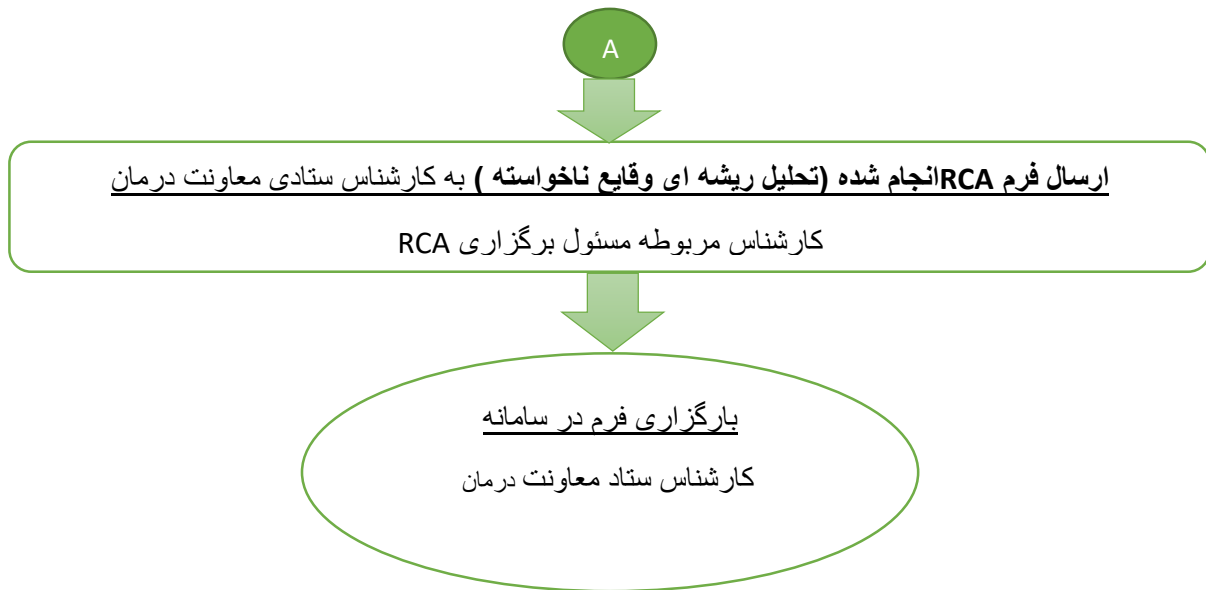 A
ارسال فرم RCAانجام شده (تحلیل ریشه ای وقایع ناخواسته ) به کارشناس ستادی معاونت درمان
کارشناس مربوطه مسئول برگزاری RCA
بارگزاری فرم در سامانه
کارشناس ستاد معاونت درمان